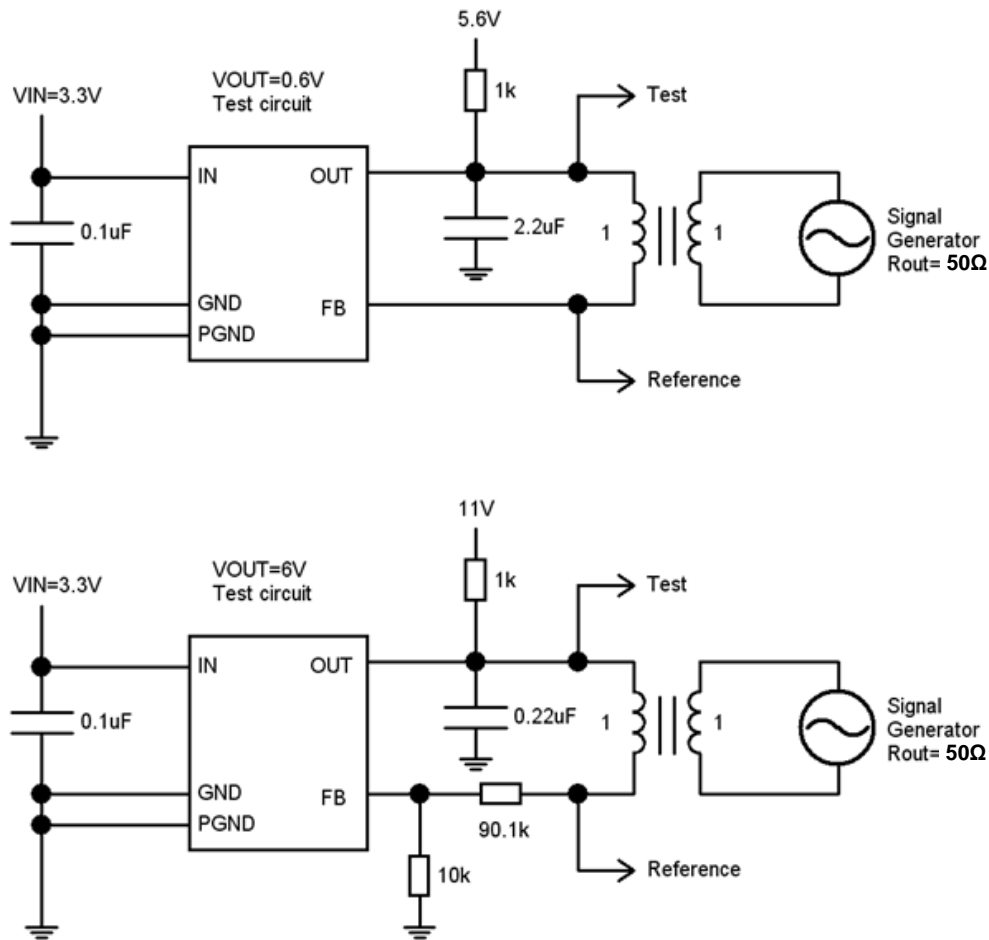 5.6V
VOUT=0.6V
Test circuit
1k
Test
VIN=3.3V
IN
OUT
0.1uF
2.2uF
1
1
Signal
Generator
Rout= 50Ω
GND
FB
PGND
Reference
11V
VOUT=6V
Test circuit
1k
Test
VIN=3.3V
IN
OUT
0.1uF
0.22uF
1
1
Signal
Generator
Rout= 50Ω
GND
FB
PGND
90.1k
10k
Reference